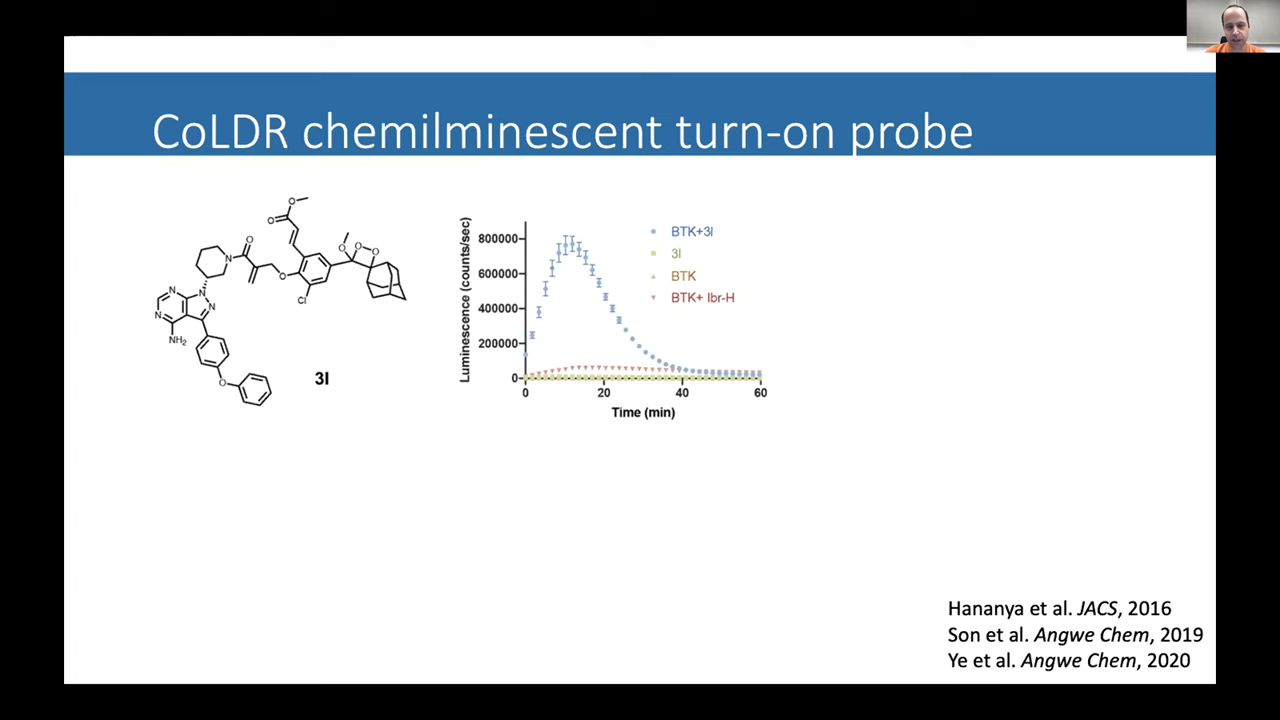 CoLDR chemilminescent turn-on probe
O
O
O
N
O
O
O
O
Cl
N
N
N
N
NH₂
O
3l
Luminescence (counts/sec)
800000
600000
400000
200000
0
0
20
40
60
Time (min)
BTK+3l
3l
BTK
BTK+ Ibr-H
Hananya et al. JACS, 2016
Son et al. Angwe Chem, 2019
Ye et al. Angwe Chem, 2020